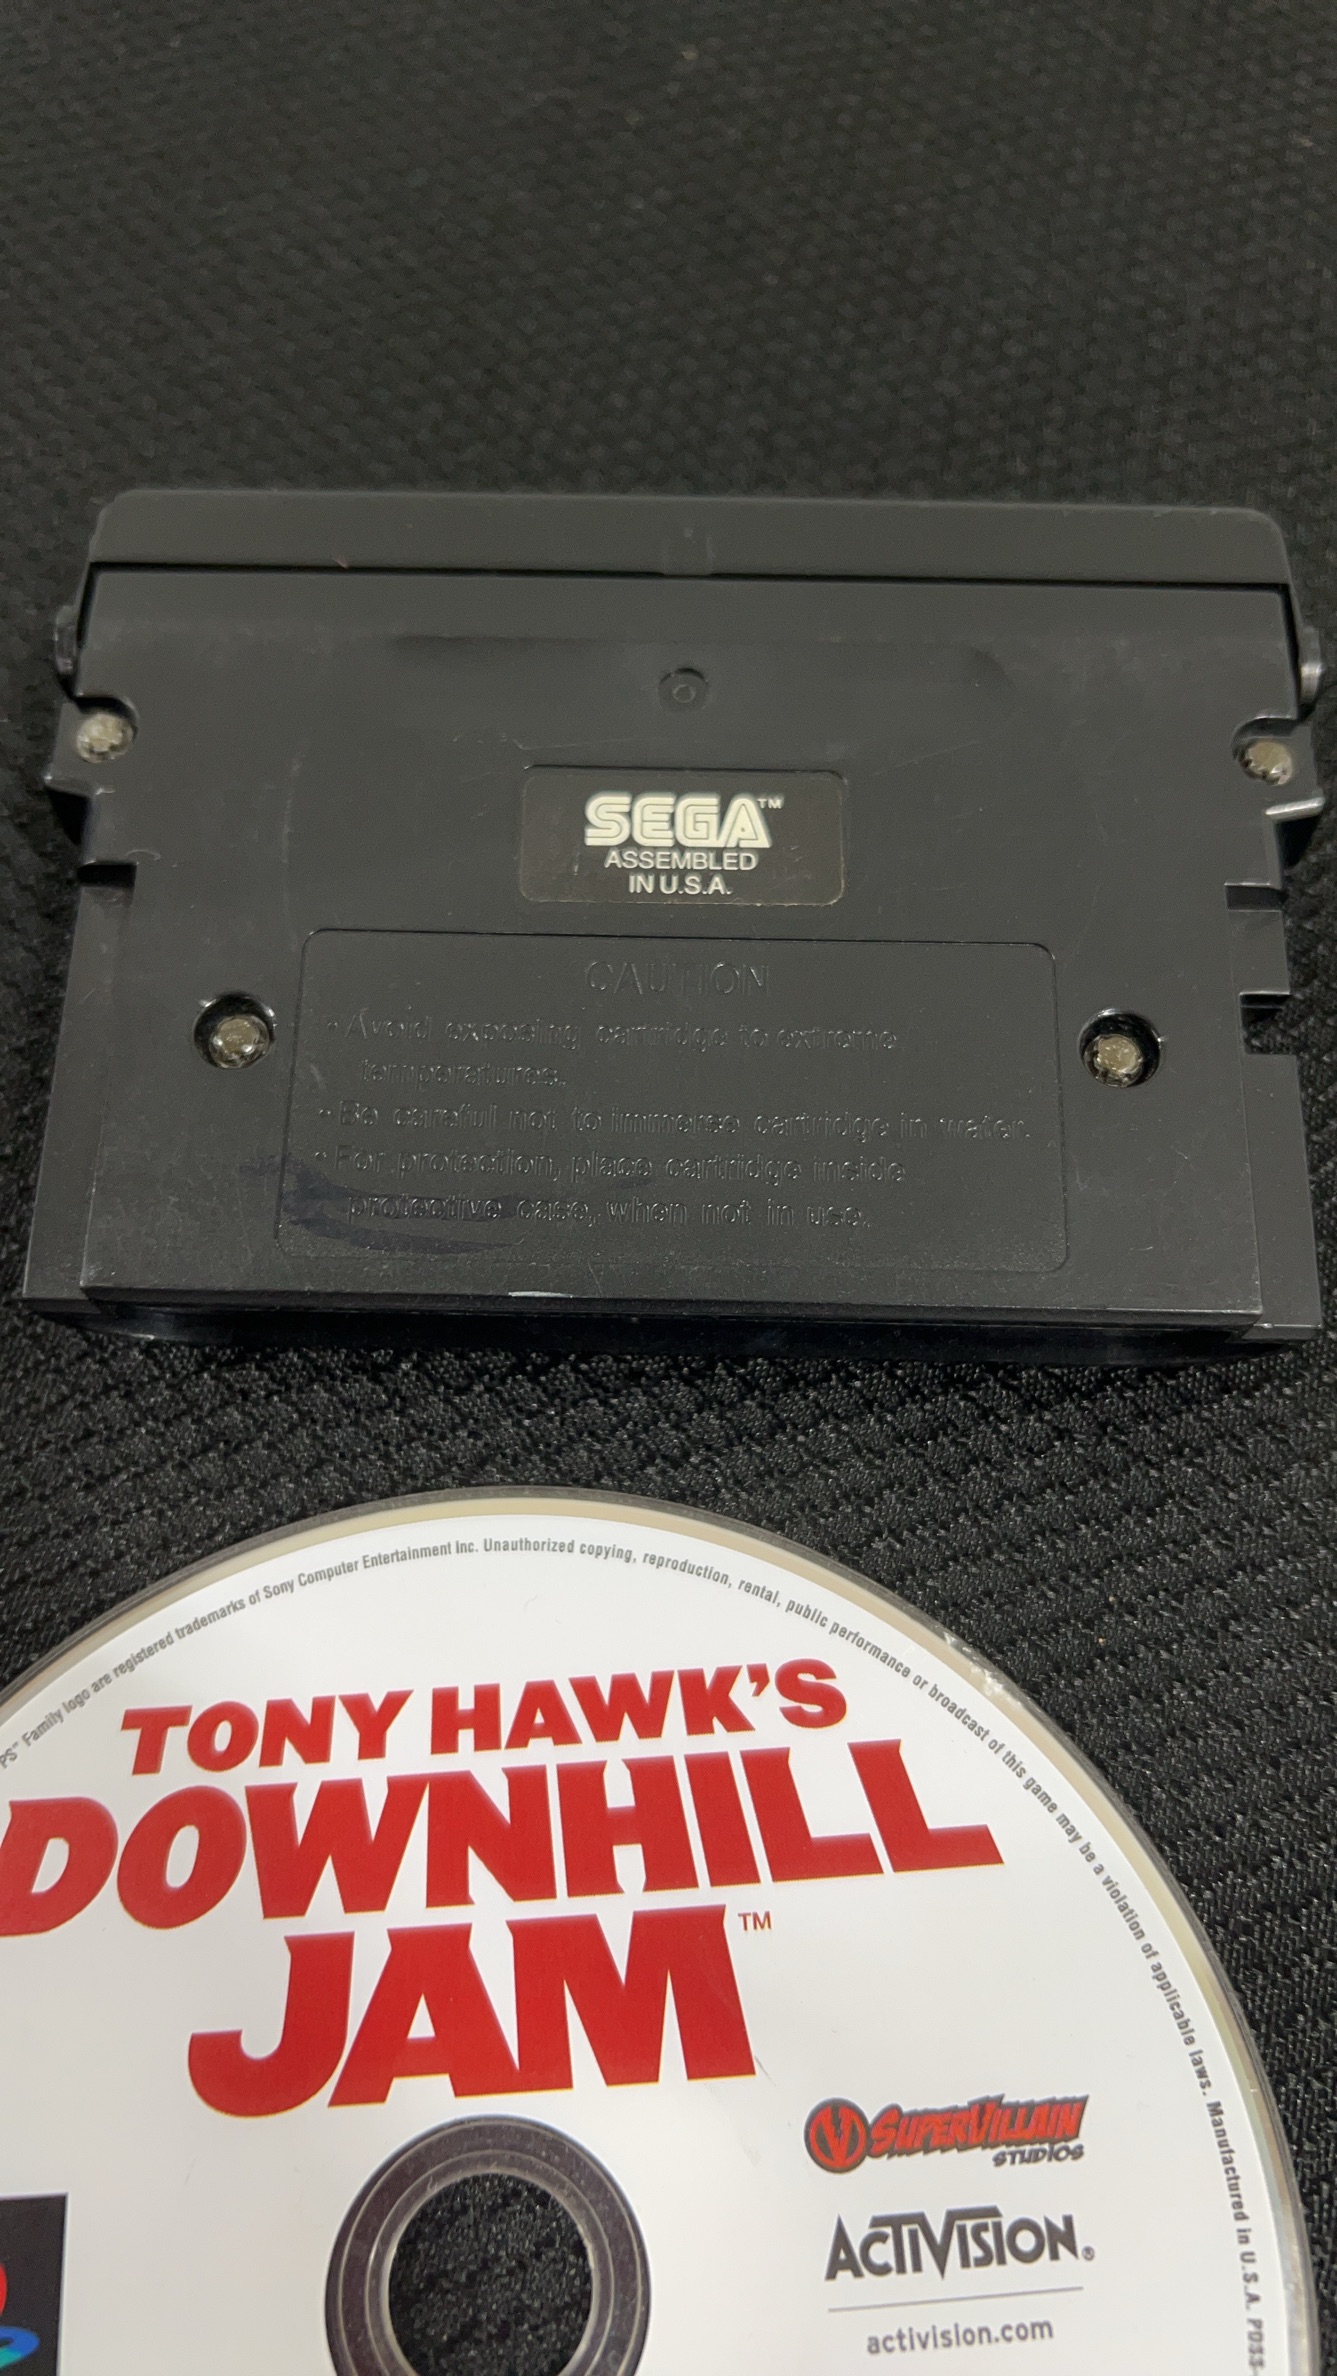 SEGA™
ASSEMBLED
IN U.S.A.
CAUTION
• Avoid exposing cartridge to extreme
temperatures.
• Be careful not to immerse cartridge in water.
• For protection, place cartridge inside
protective case, when not in use.
PS™ Family logo are registered trademarks of Sony Computer Entertainment Inc. Unauthorized copying, reproduction, rental, public performance or broadcast of this game may be a violation of applicable laws. Manufactured in U.S.A.
TONY HAWK'S
DOWNHILL
JAM™
SUPERVILLAIN
STUDIOS
ACTIVISION®
activision.com